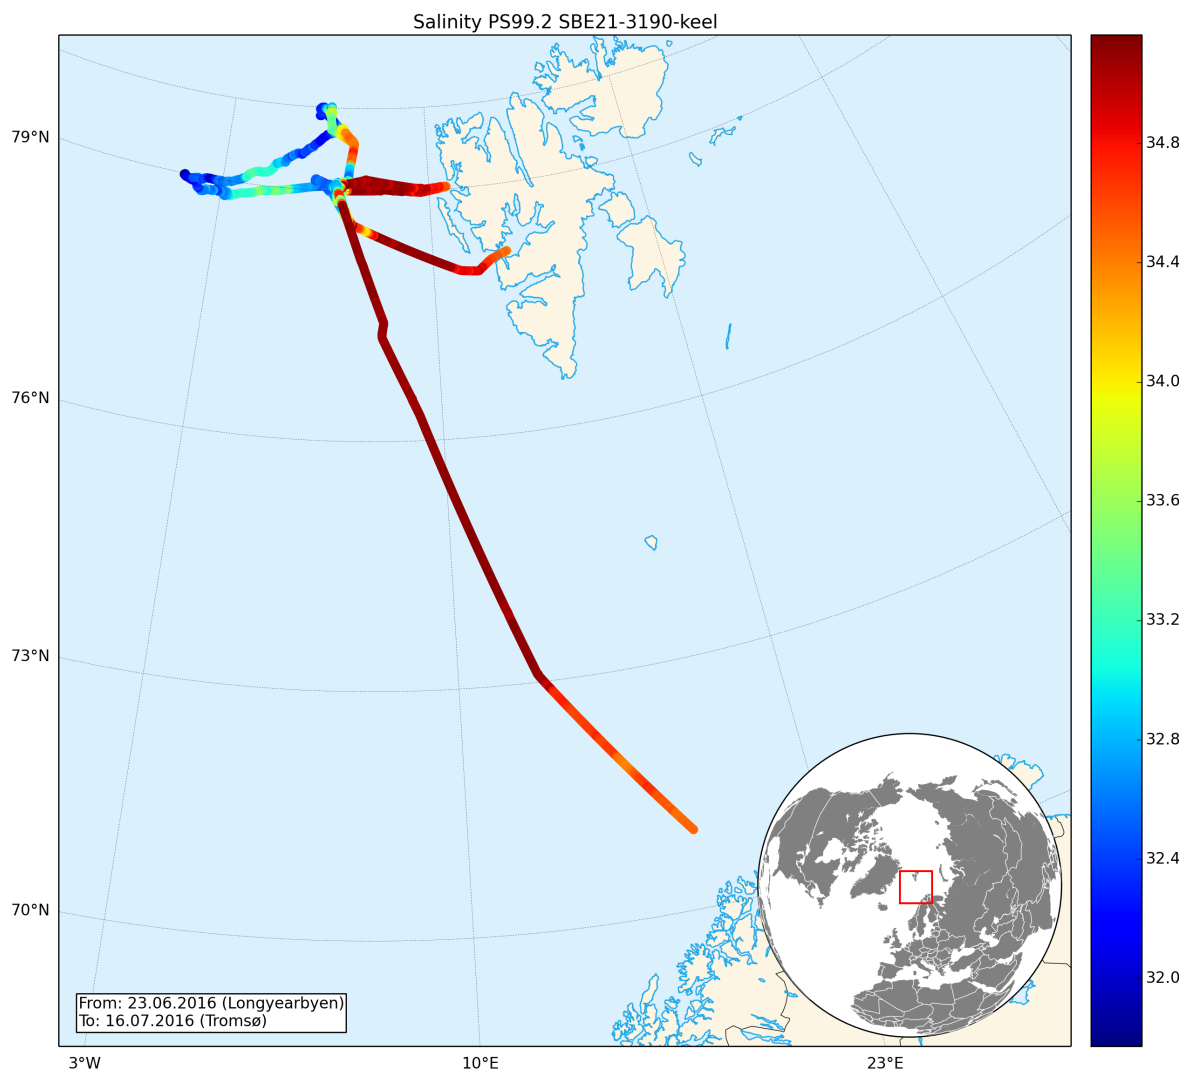 Salinity PS99.2 SBE21-3190-keel
79°N
76°N
73°N
70°N
3°W
10°E
23°E
34.8
34.4
34.0
33.6
33.2
32.8
32.4
32.0
From: 23.06.2016 (Longyearbyen)
To: 16.07.2016 (Tromsø)